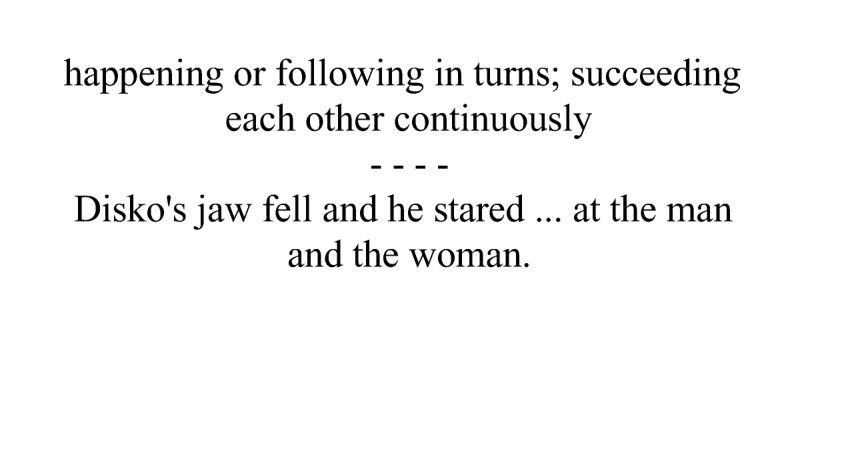 happening or following in turns; succeeding
each other continuously
- - - -
Disko's jaw fell and he stared ... at the man
and the woman.